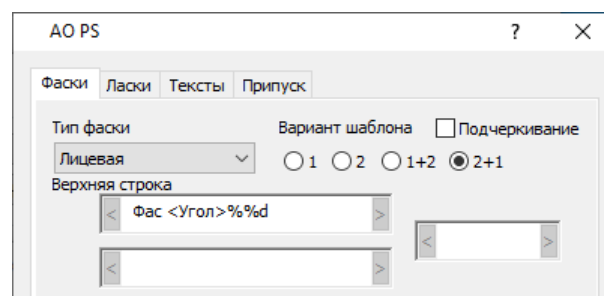 AO PS ?
Фаски Ласки Тексты Припуск
Тип фаски Вариант шаблона Подчеркивание
Лицевая 1 2 1+2 2+1
Верхняя строка
< Фас <Угол>%%d >
< >
< >